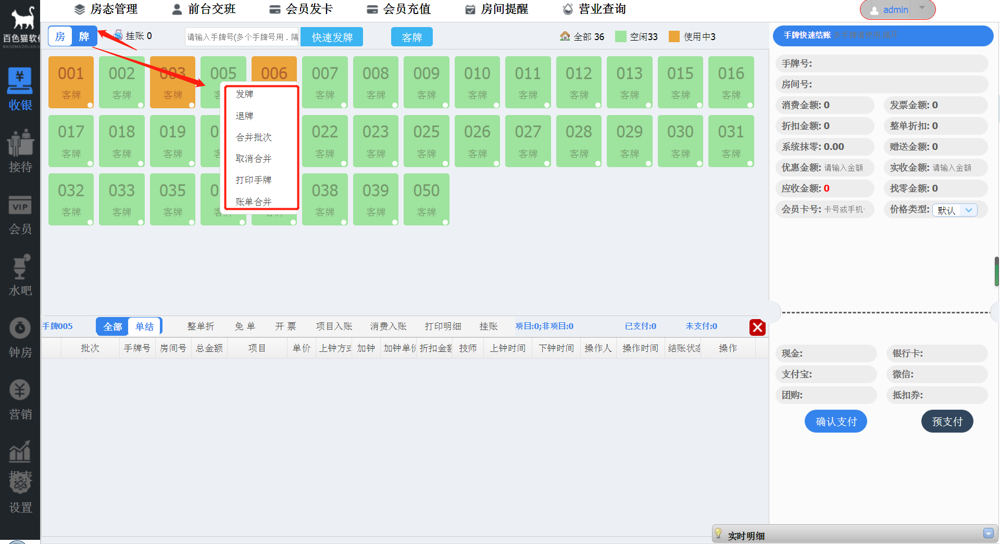 房态管理
前台交班
会员发卡
会员充值
房间提醒
营业查询
admin
百色猫软件
BAISEMAORUANJI
房
牌
挂账 0
请输入手牌号(多个手牌号用 . 隔
快速发牌
客牌
全部 36
空闲33
使用中3
手牌快速结账
收银
接待
VIP
会员
水吧
钟房
营销
报表
设置
001 客牌
002 客牌
003 客牌
005
006
007 客牌
008 客牌
009 客牌
010 客牌
011 客牌
012 客牌
013 客牌
015 客牌
016 客牌
017 客牌
018 客牌
019 客牌
022 客牌
023 客牌
025 客牌
026 客牌
027 客牌
028 客牌
029 客牌
030 客牌
031 客牌
032 客牌
033 客牌
035 客牌
038 客牌
039 客牌
050 客牌
发牌
退牌
合并批次
取消合并
打印手牌
账单合并
手牌号:
房间号:
消费金额: 0
发票金额: 0
折扣金额: 0
整单折扣: 0
系统抹零: 0.00
赠送金额: 0
优惠金额: 请输入金额
实收金额: 请输入金额
应收金额: 0
找零金额: 0
会员卡号: 卡号或手机·
价格类型: 默认
手牌005
全部
单结
整单折
免 单
开 票
项目入账
消费入账
打印明细
挂账
项目:0;非项目:0
已支付:0
未支付:0
批次
手牌号
房间号
总金额
项目
单价
上钟方式
加钟
加钟单价
折扣金额
技师
上钟时间
下钟时间
操作人
操作时间
结账状态
操作
现金:
银行卡:
支付宝:
微信:
团购:
抵扣券:
确认支付
预支付
实时明细